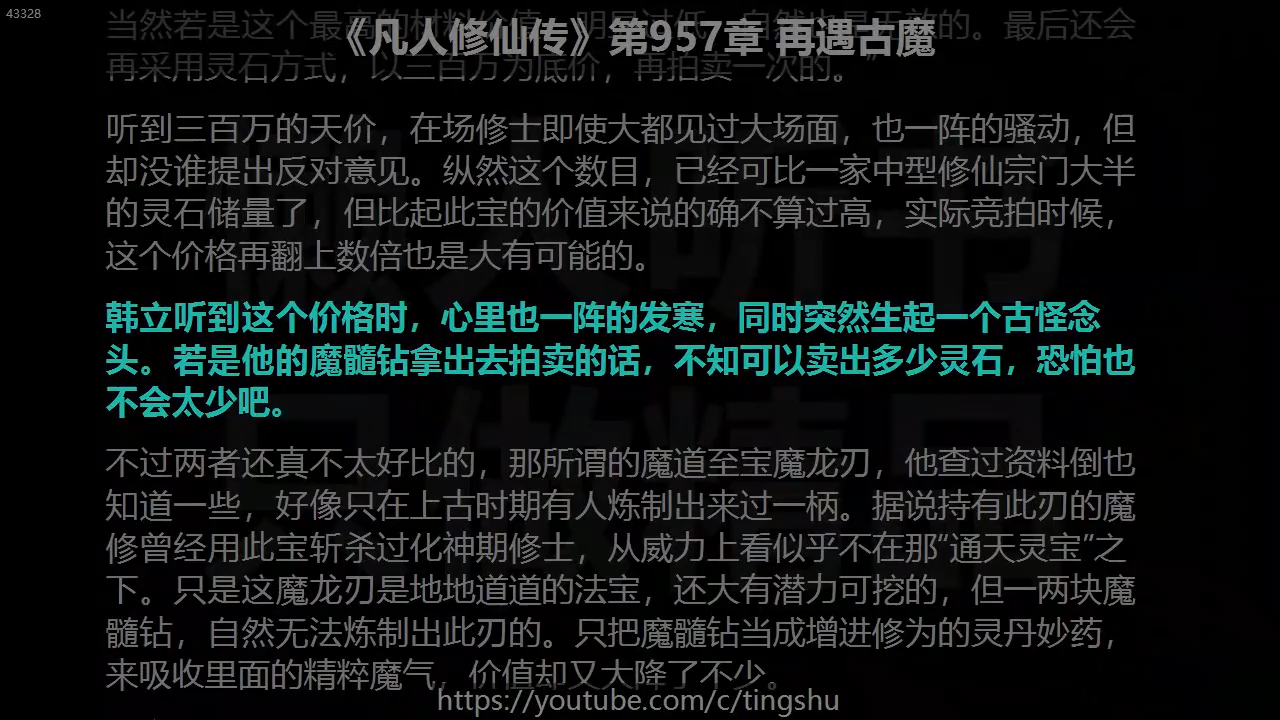 43328
《凡人修仙传》第957章 再遇古魔
当然若是这个最高的材料价值，明显过低，自然也是无效的。最后还会
再采用灵石方式，以三百万为底价，再拍卖一次的。”
听到三百万的天价，在场修士即使大都见过大场面，也一阵的骚动，但
却没谁提出反对意见。纵然这个数目，已经可比一家中型修仙宗门大半
的灵石储量了，但比起此宝的价值来说的确不算过高，实际竞拍时候，
这个价格再翻上数倍也是大有可能的。
韩立听到这个价格时，心里也一阵的发寒，同时突然生起一个古怪念
头。若是他的魔髓钻拿出去拍卖的话，不知可以卖出多少灵石，恐怕也
不会太少吧。
不过两者还真不太好比的，那所谓的魔道至宝魔龙刃，他查过资料倒也
知道一些，好像只在上古时期有人炼制出来过一柄。据说持有此刃的魔
修曾经用此宝斩杀过化神期修士，从威力上看似乎不在那“通天灵宝”之
下。只是这魔龙刃是地地道道的法宝，还大有潜力可挖的，但一两块魔
髓钻，自然无法炼制出此刃的。只把魔髓钻当成增进修为的灵丹妙药，
来吸收里面的精粹魔气，价值却又大降了不少。
https://youtube.com/c/tingshu
懒人听书
只做精品